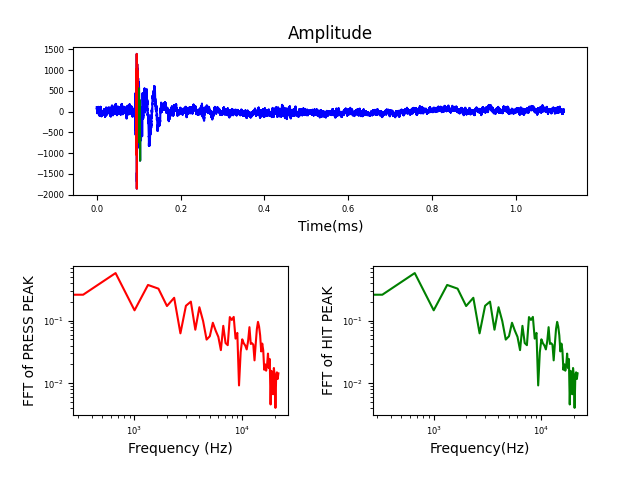 Amplitude
1500
1000
500
0
−500
−1000
−1500
−2000
0.0 0.2 0.4 0.6 0.8 1.0
Time(ms)
FFT of PRESS PEAK
10⁻¹
10⁻²
10³ 10⁴
Frequency (Hz)
FFT of HIT PEAK
10⁻¹
10⁻²
10³ 10⁴
Frequency(Hz)